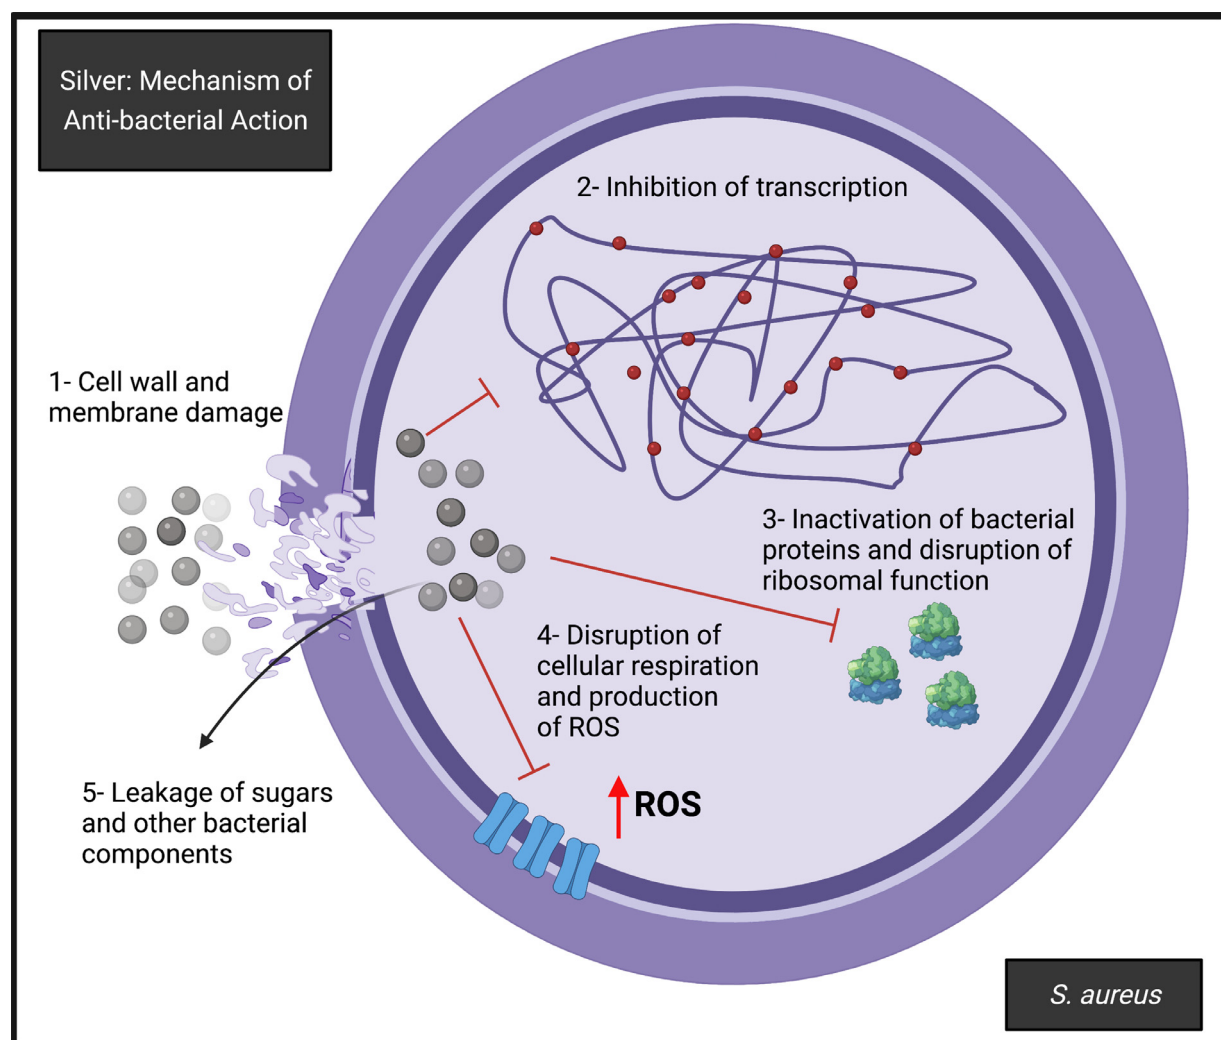 Silver: Mechanism of
Anti-bacterial Action
2- Inhibition of transcription
1- Cell wall and
membrane damage
3- Inactivation of bacterial
proteins and disruption of
ribosomal function
4- Disruption of
cellular respiration
and production
of ROS
ROS
5- Leakage of sugars
and other bacterial
components
S. aureus